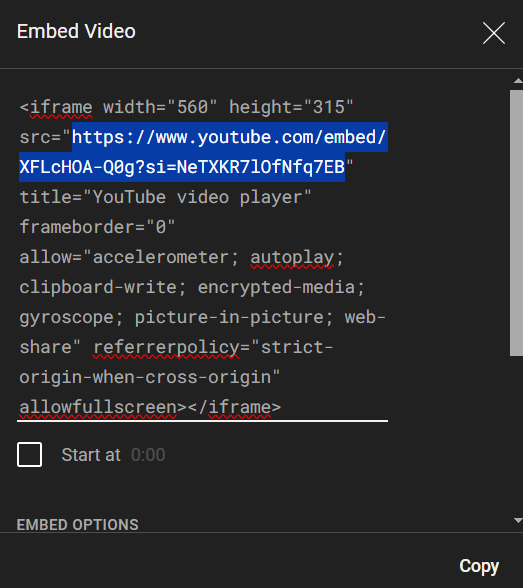 Embed Video
<iframe width="560" height="315"
src="https://www.youtube.com/embed/
XFLcHOA-Q0g?si=NeTXKR7lOfNfq7EB"
title="YouTube video player"
frameborder="0"
allow="accelerometer; autoplay;
clipboard-write; encrypted-media;
gyroscope; picture-in-picture; web-
share" referrerpolicy="strict-
origin-when-cross-origin"
allowfullscreen></iframe>
Start at 0:00
EMBED OPTIONS
Copy